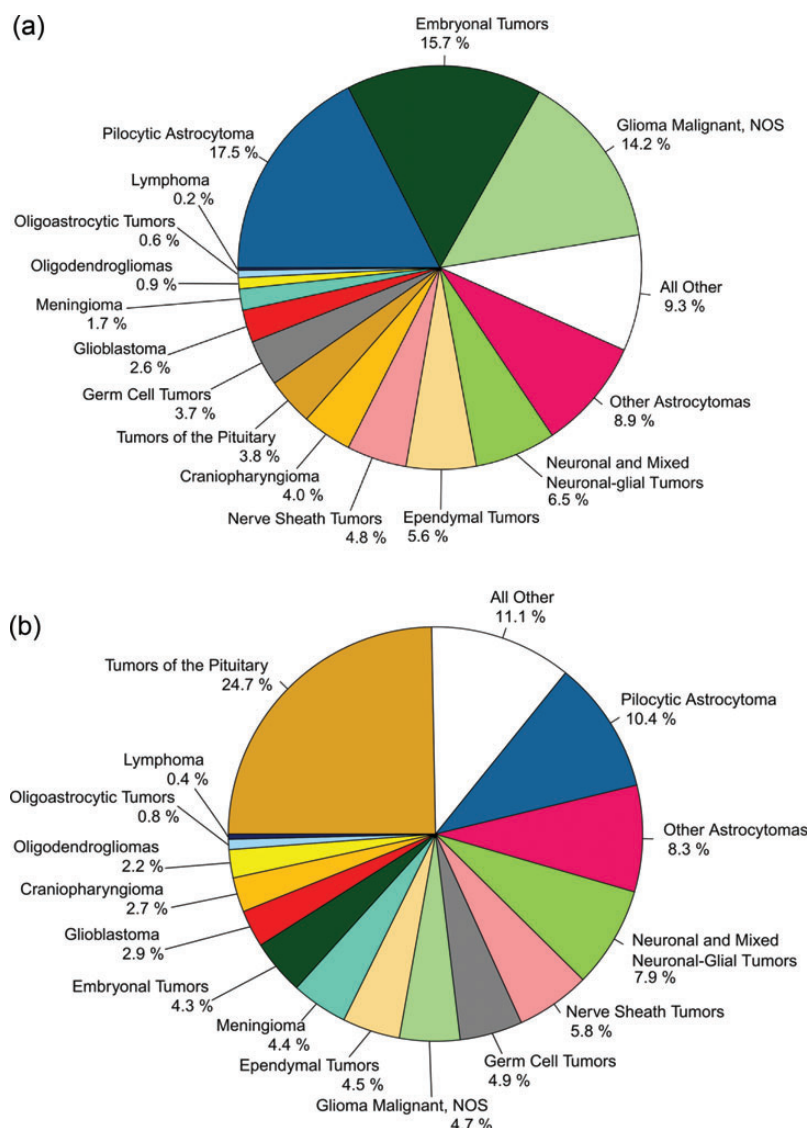 (a)
Embryonal Tumors
15.7 %
Glioma Malignant, NOS
14.2 %
All Other
9.3 %
Other Astrocytomas
8.9 %
Neuronal and Mixed
Neuronal-glial Tumors
6.5 %
Ependymal Tumors
5.6 %
Nerve Sheath Tumors
4.8 %
Craniopharyngioma
4.0 %
Tumors of the Pituitary
3.8 %
Germ Cell Tumors
3.7 %
Glioblastoma
2.6 %
Meningioma
1.7 %
Oligodendrogliomas
0.9 %
Oligoastrocytic Tumors
0.6 %
Lymphoma
0.2 %
Pilocytic Astrocytoma
17.5 %
(b)
All Other
11.1 %
Pilocytic Astrocytoma
10.4 %
Other Astrocytomas
8.3 %
Neuronal and Mixed
Neuronal-Glial Tumors
7.9 %
Nerve Sheath Tumors
5.8 %
Germ Cell Tumors
4.9 %
Glioma Malignant, NOS
4.7 %
Ependymal Tumors
4.5 %
Meningioma
4.4 %
Embryonal Tumors
4.3 %
Glioblastoma
2.9 %
Craniopharyngioma
2.7 %
Oligodendrogliomas
2.2 %
Oligoastrocytic Tumors
0.8 %
Lymphoma
0.4 %
Tumors of the Pituitary
24.7 %